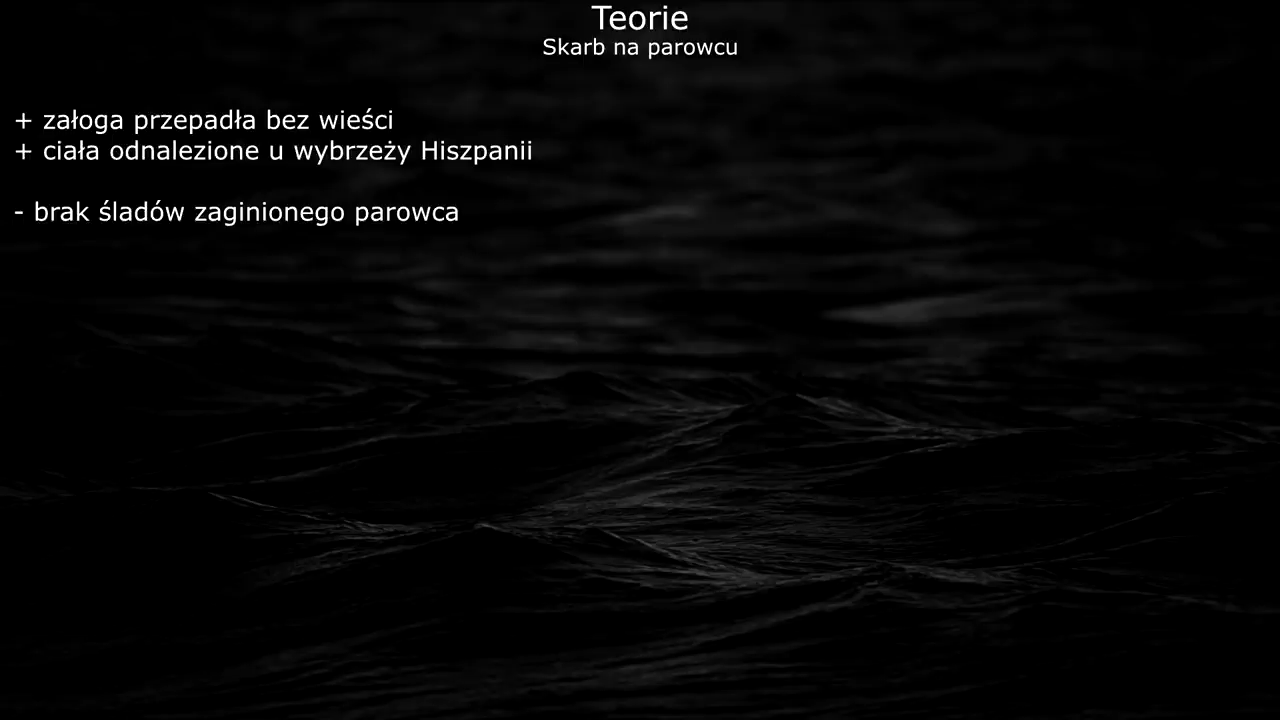 Teorie
Skarb na parowcu
+ załoga przepadła bez wieści
+ ciała odnalezione u wybrzeży Hiszpanii
- brak śladów zaginionego parowca